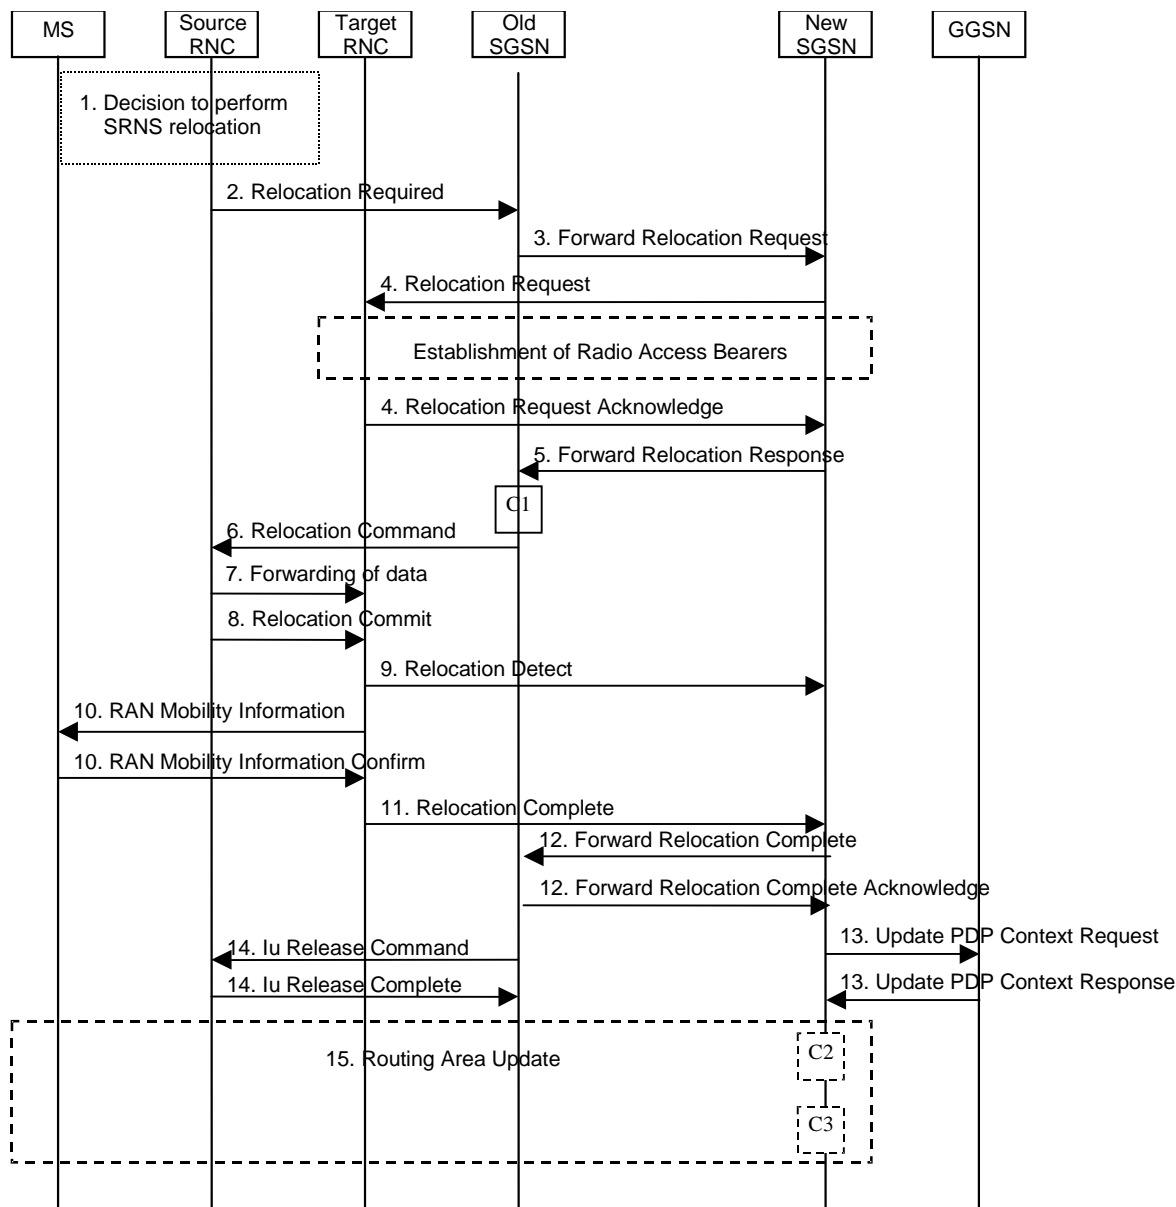 MS
Source
RNC
Target
RNC
Old
SGSN
New
SGSN
GGSN
1. Decision to perform
SRNS relocation
2. Relocation Required
3. Forward Relocation Request
4. Relocation Request
Establishment of Radio Access Bearers
4. Relocation Request Acknowledge
5. Forward Relocation Response
C1
6. Relocation Command
7. Forwarding of data
8. Relocation Commit
9. Relocation Detect
10. RAN Mobility Information
10. RAN Mobility Information Confirm
11. Relocation Complete
12. Forward Relocation Complete
12. Forward Relocation Complete Acknowledge
13. Update PDP Context Request
14. Iu Release Command
13. Update PDP Context Response
14. Iu Release Complete
C2
15. Routing Area Update
C3